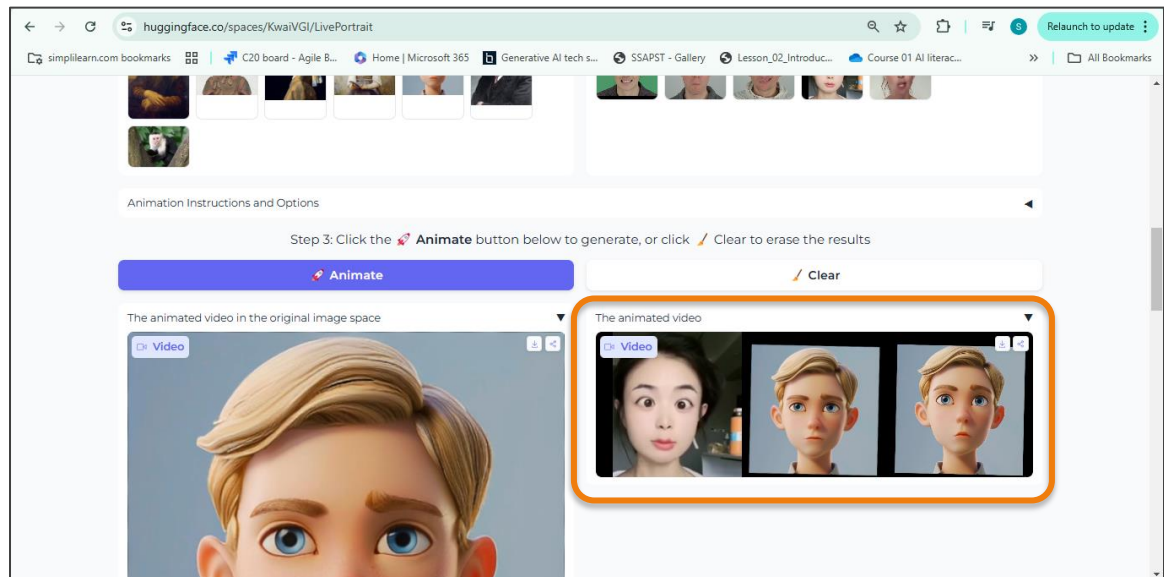 huggingface.co/spaces/KwaiVGI/LivePortrait
S
Relaunch to update
simplilearn.com bookmarks
C20 board - Agile B...
Home | Microsoft 365
b
Generative AI tech s...
SSAPST - Gallery
Lesson_02_Introduc...
Course 01 AI literac...
»
All Bookmarks
Animation Instructions and Options
Step 3: Click the 🚀 Animate button below to generate, or click 🧹 Clear to erase the results
🚀 Animate
🧹 Clear
The animated video in the original image space
The animated video
Video
Video